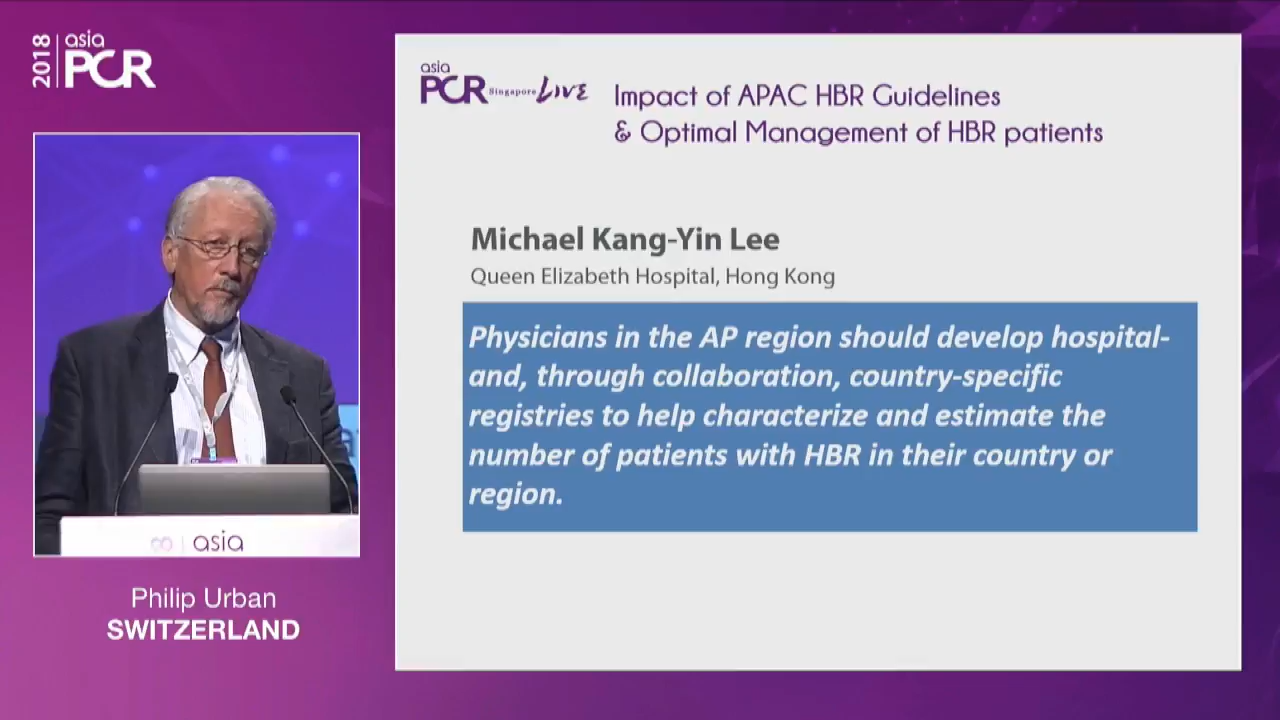 2018
asia
PCR
asia
PCR Singapore LIVE
Impact of APAC HBR Guidelines
& Optimal Management of HBR patients
Michael Kang-Yin Lee
Queen Elizabeth Hospital, Hong Kong
Physicians in the AP region should develop hospital-
and, through collaboration, country-specific
registries to help characterize and estimate the
number of patients with HBR in their country or
region.
asia
Philip Urban
SWITZERLAND